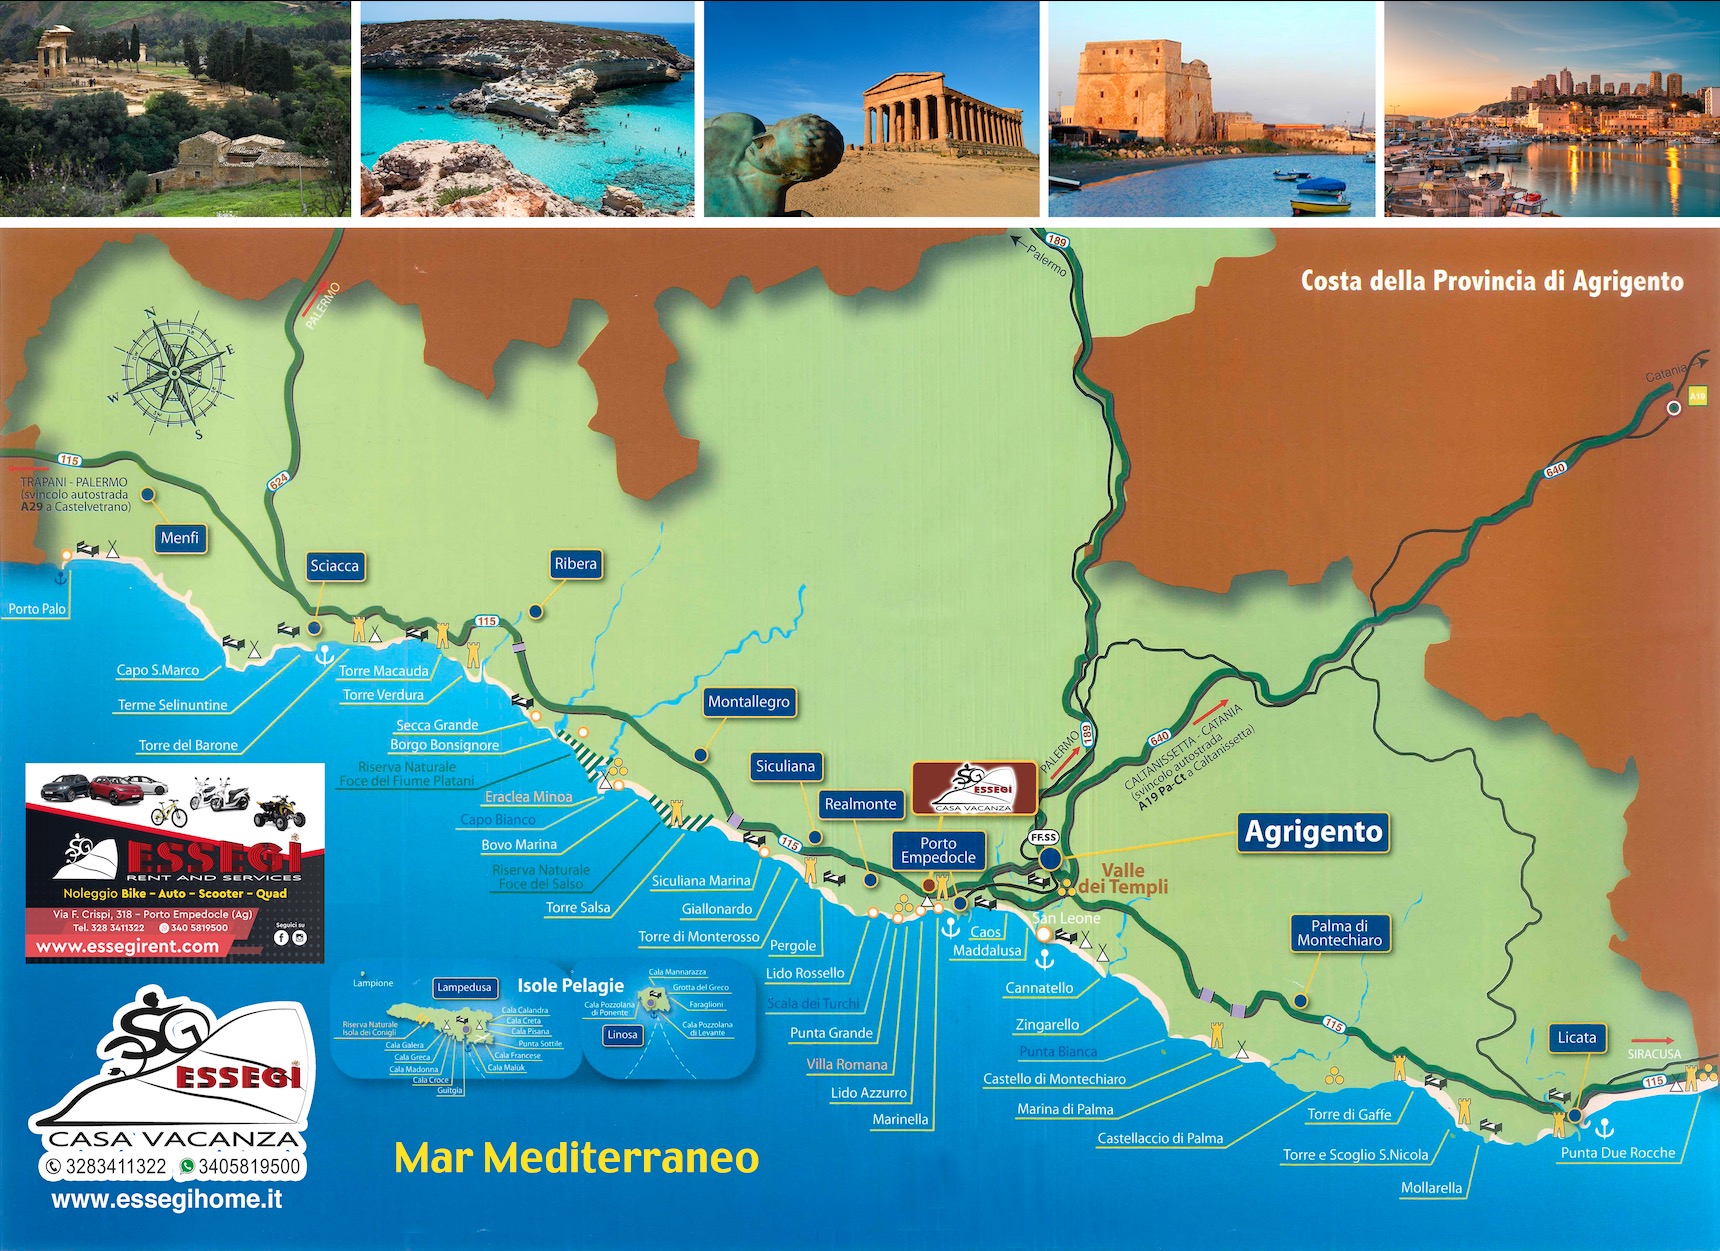 Costa della Provincia di Agrigento
189
Palermo
PALERMO
N
E
S
W
Catania
A19
115
TRAPANI - PALERMO
(svincolo autostrada
A29 a Castelvetrano)
624
640
Menfi
Sciacca
Ribera
115
Porto Palo
Capo S.Marco
Terme Selinuntine
Torre del Barone
Torre Macauda
Torre Verdura
Secca Grande
Borgo Bonsignore
Riserva Naturale
Foce del Fiume Platani
Eraclea Minoa
Capo Bianco
Bovo Marina
Riserva Naturale
Foce del Salso
Torre Salsa
Montallegro
Siculiana
Realmonte
115
SG
ESSEGI
CASA VACANZA
Porto
Empedocle
FF.SS
PALERMO
189
640
CALTANISSETTA - CATANIA
(svincolo autostrada
A19 Pa-Ct a Caltanissetta)
Agrigento
Valle
dei Templi
San Leone
Siculiana Marina
Giallonardo
Torre di Monterosso
Pergole
Lido Rossello
Scala dei Turchi
Punta Grande
Villa Romana
Lido Azzurro
Marinella
Caos
Maddalusa
Cannatello
Zingarello
Punta Bianca
Castello di Montechiaro
Marina di Palma
Castellaccio di Palma
Palma di
Montechiaro
115
Licata
SIRACUSA
115
Torre di Gaffe
Torre e Scoglio S.Nicola
Mollarella
Punta Due Rocche
Isole Pelagie
Lampione
Lampedusa
Riserva Naturale
Isola dei Conigli
Cala Galera
Cala Greca
Cala Madonna
Cala Croce
Guitgia
Cala Calandra
Cala Creta
Cala Pisana
Punta Sottile
Cala Francese
Cala Maluk
Linosa
Cala Mannarazza
Grotta del Greco
Faraglioni
Cala Pozzolana
di Ponente
Cala Pozzolana
di Levante
Mar Mediterraneo
SG
ESSEGI
RENT AND SERVICES
Noleggio Bike – Auto – Scooter – Quad
Via F. Crispi, 318 – Porto Empedocle (Ag)
Tel. 328 3411322 340 5819500
www.essegirent.com
Seguici su
SG
ESSEGI
CASA VACANZA
3283411322 3405819500
www.essegihome.it